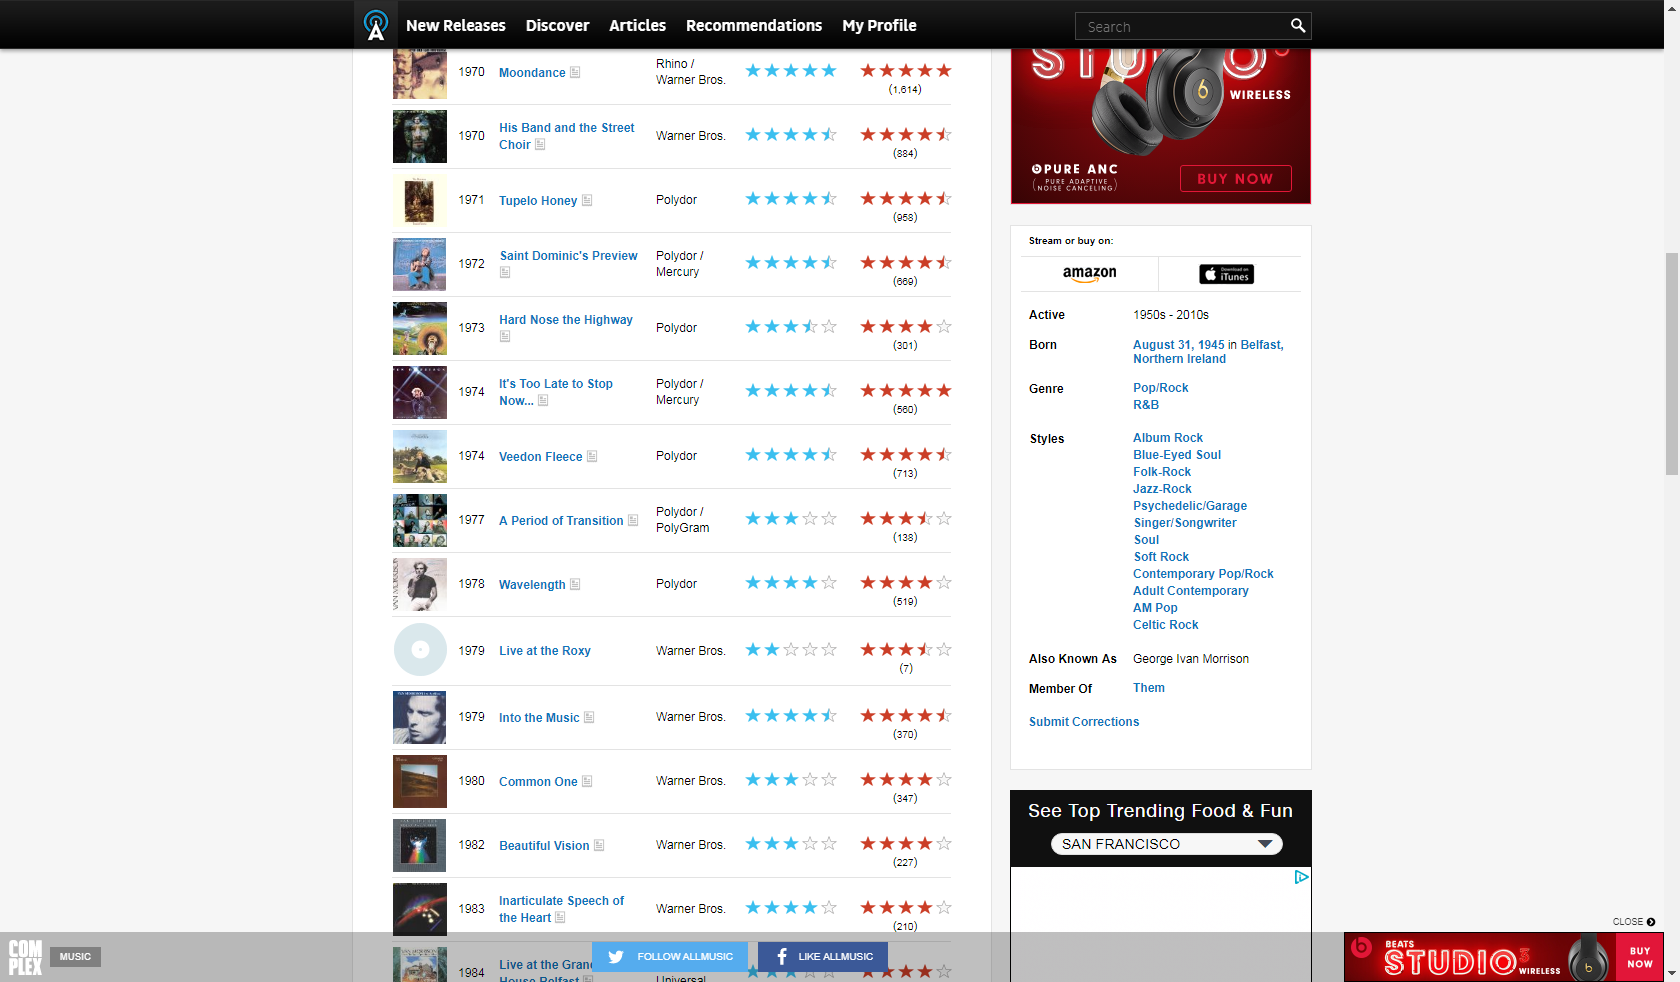 New Releases Discover Articles Recommendations My Profile Search
1970 Moondance Rhino / Warner Bros. (1,614)
1970 His Band and the Street Choir Warner Bros. (884)
1971 Tupelo Honey Polydor (958)
1972 Saint Dominic's Preview Polydor / Mercury (669)
1973 Hard Nose the Highway Polydor (301)
1974 It's Too Late to Stop Now... Polydor / Mercury (560)
1974 Veedon Fleece Polydor (713)
1977 A Period of Transition Polydor / PolyGram (138)
1978 Wavelength Polydor (519)
1979 Live at the Roxy Warner Bros. (7)
1979 Into the Music Warner Bros. (370)
1980 Common One Warner Bros. (347)
1982 Beautiful Vision Warner Bros. (227)
1983 Inarticulate Speech of the Heart Warner Bros. (210)
1984 Live at the Grand House Belfast Universal
STUDIO3
WIRELESS
PURE ANC
( PURE ADAPTIVE
NOISE CANCELING )
BUY NOW
Stream or buy on:
amazon Download on iTunes
Active 1950s - 2010s
Born August 31, 1945 in Belfast,
Northern Ireland
Genre Pop/Rock
R&B
Styles Album Rock
Blue-Eyed Soul
Folk-Rock
Jazz-Rock
Psychedelic/Garage
Singer/Songwriter
Soul
Soft Rock
Contemporary Pop/Rock
Adult Contemporary
AM Pop
Celtic Rock
Also Known As George Ivan Morrison
Member Of Them
Submit Corrections
See Top Trending Food & Fun
SAN FRANCISCO
CLOSE
COMPLEX MUSIC
FOLLOW ALLMUSIC LIKE ALLMUSIC
BEATS
STUDIO3 WIRELESS
BUY
NOW